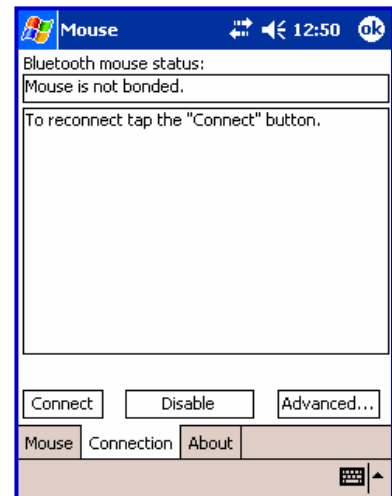 Mouse 12:50 ok
Bluetooth mouse status:
Mouse is not bonded.
To reconnect tap the "Connect" button.
Connect Disable Advanced...
Mouse Connection About